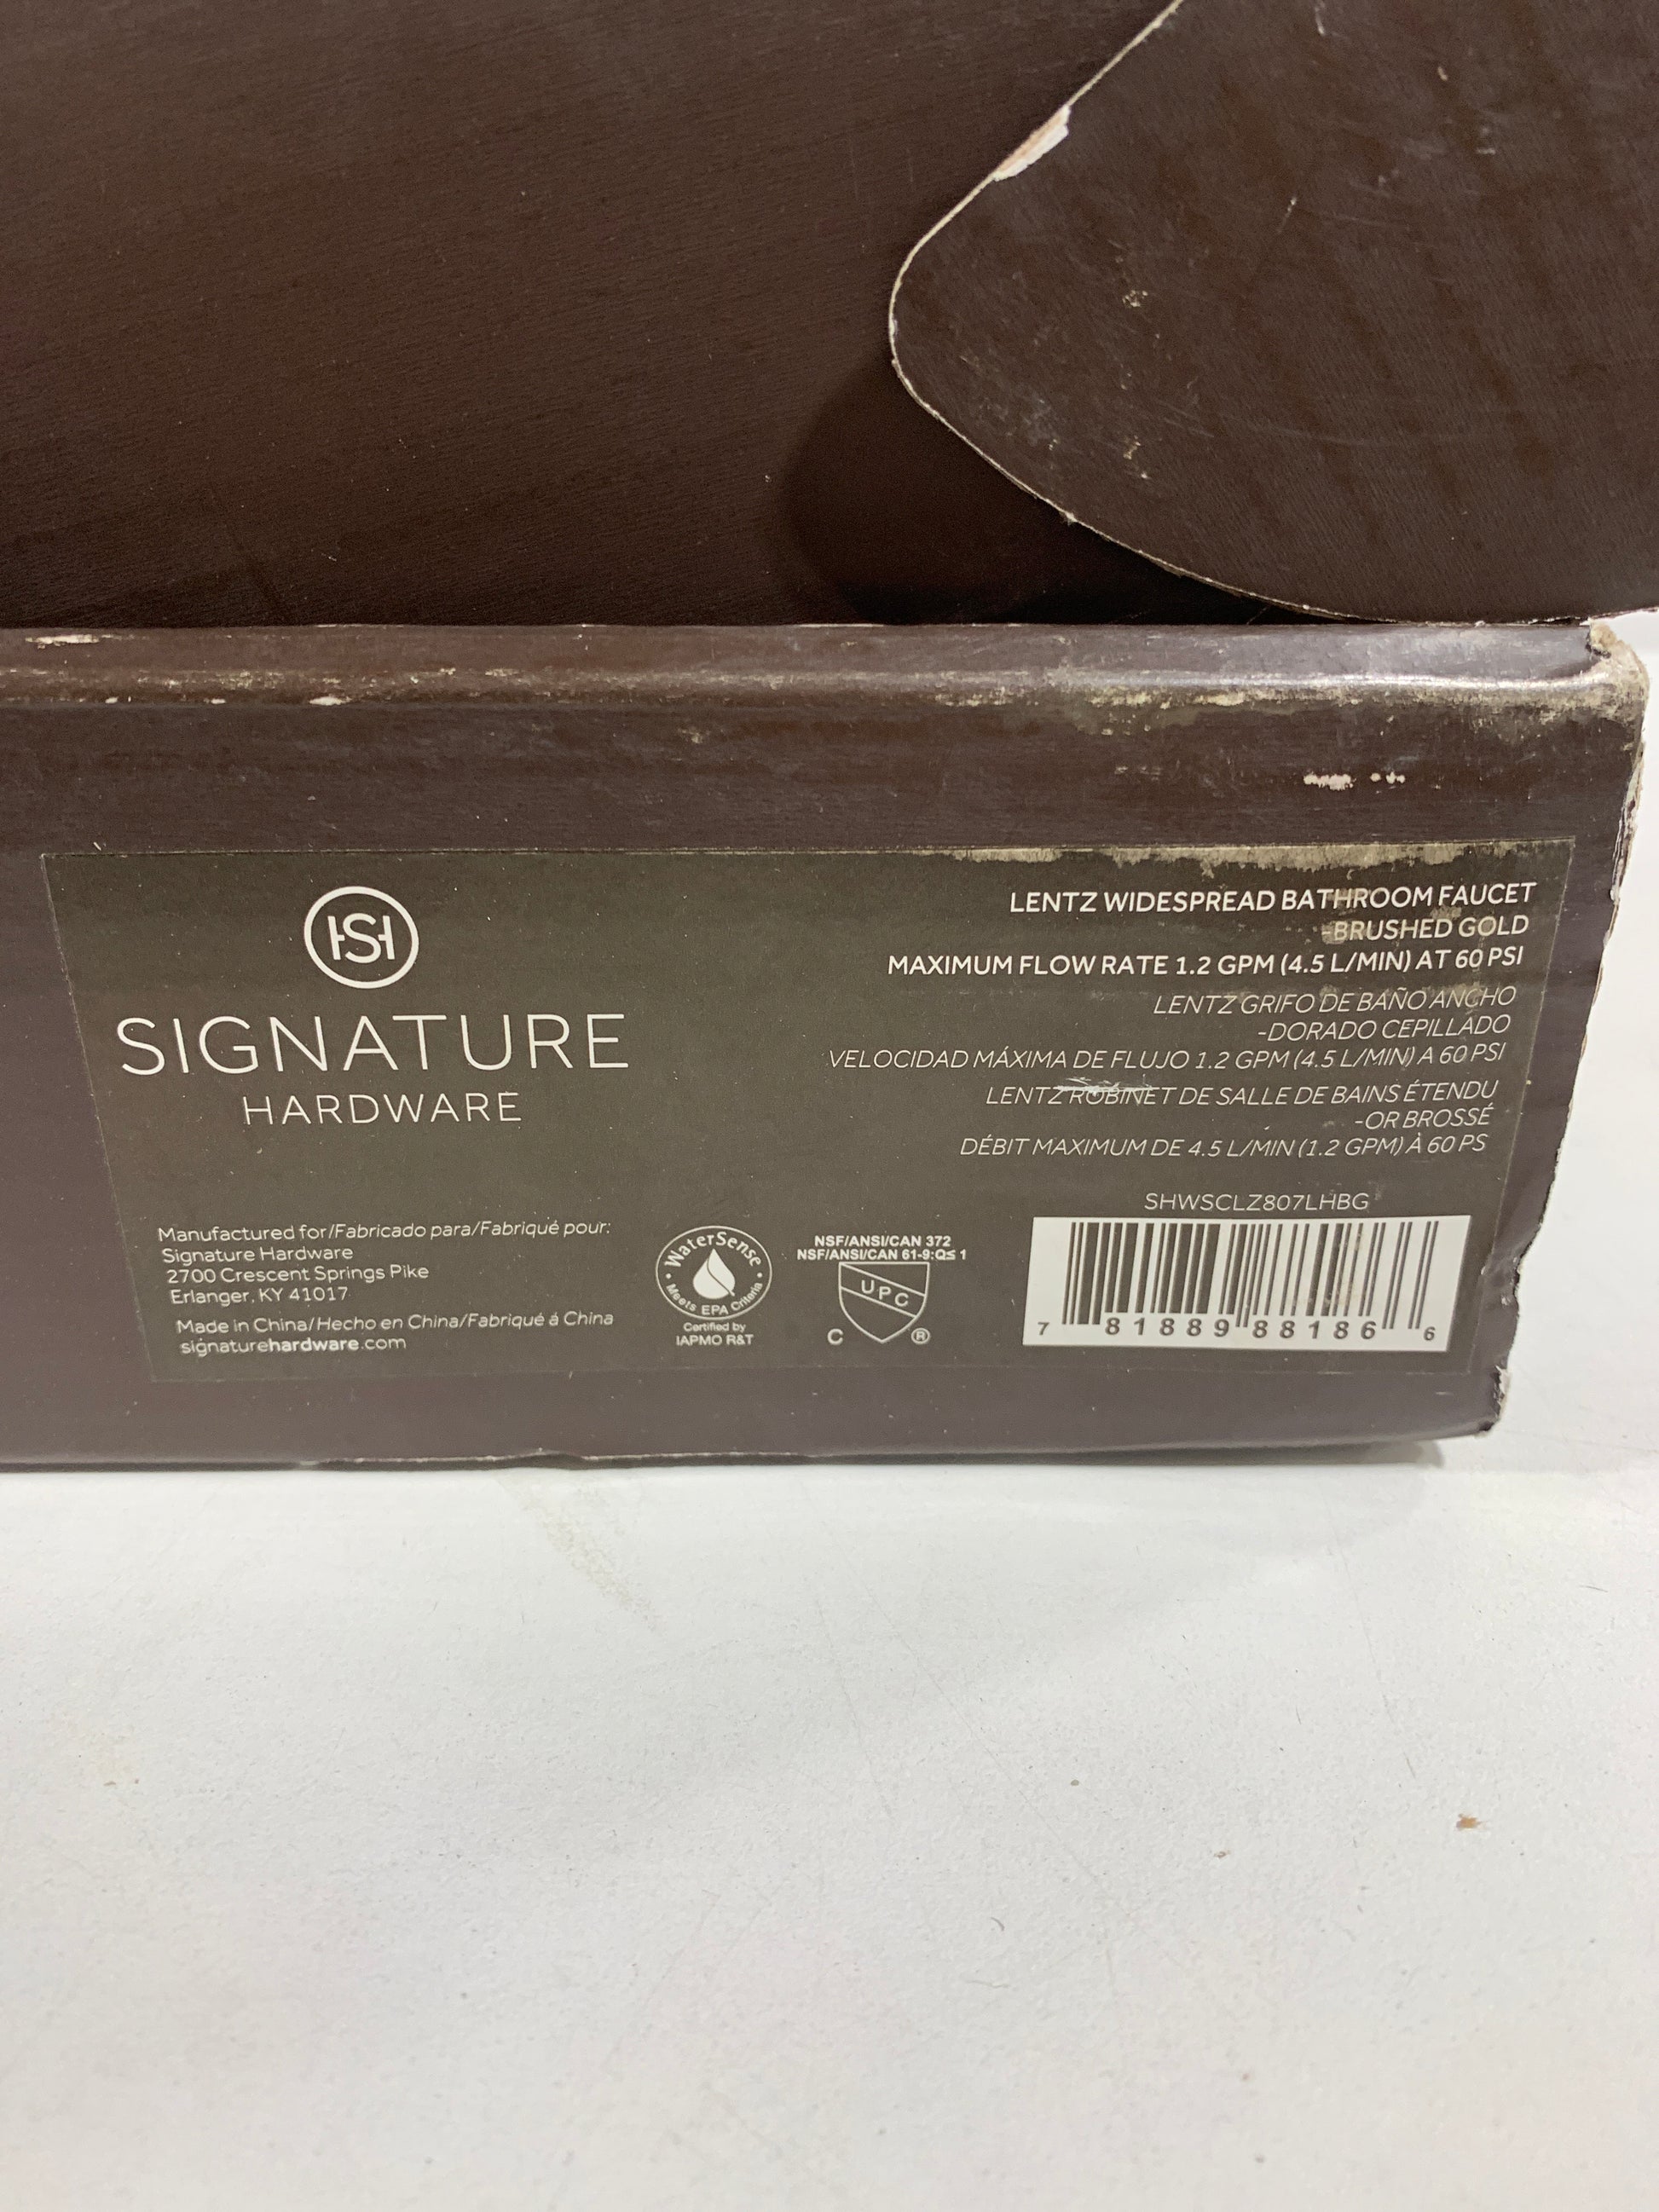 HS
SIGNATURE
HARDWARE
LENTZ WIDESPREAD BATHROOM FAUCET
-BRUSHED GOLD
MAXIMUM FLOW RATE 1.2 GPM (4.5 L/MIN) AT 60 PSI
LENTZ GRIFO DE BAÑO ANCHO
-DORADO CEPILLADO
VELOCIDAD MÁXIMA DE FLUJO 1.2 GPM (4.5 L/MIN) A 60 PSI
LENTZ ROBINET DE SALLE DE BAINS ÉTENDU
-OR BROSSÉ
DÉBIT MAXIMUM DE 4.5 L/MIN (1.2 GPM) À 60 PS
Manufactured for/Fabricado para/Fabriqué pour:
Signature Hardware
2700 Crescent Springs Pike
Erlanger, KY 41017
Made in China/Hecho en China/Fabriqué á China
signaturehardware.com
WaterSense
Meets EPA Criteria
Certified by
IAPMO R&T
NSF/ANSI/CAN 372
NSF/ANSI/CAN 61-9:Q≤ 1
UPC
C ®
SHWSCLZ807LHBG
7 81889 88186 6